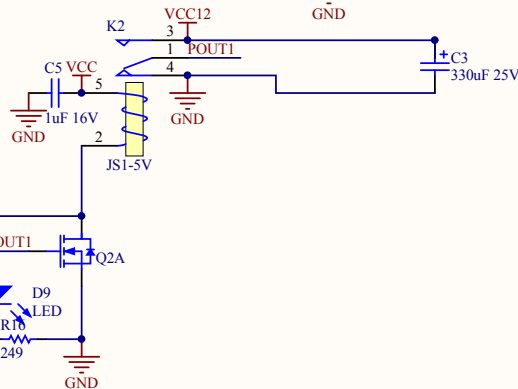 GND
VCC12
K2
3
1
POUT1
4
C3
330uF 25V
C5
VCC
5
1uF 16V
GND
GND
2
JS1-5V
OUT1
Q2A
D9
LED
R16
249
GND